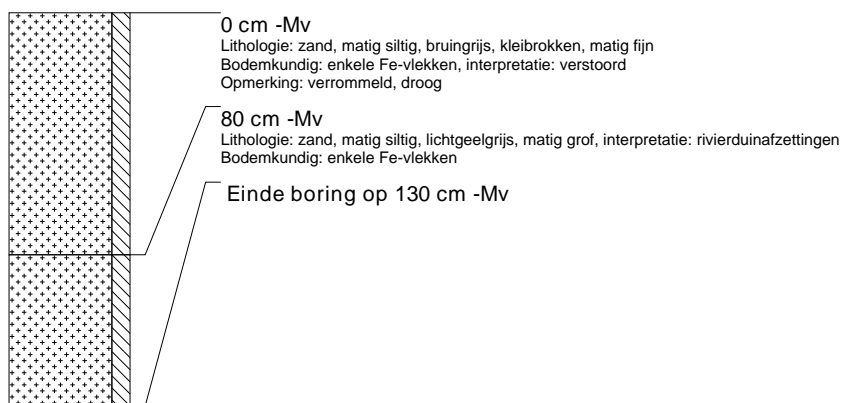 0 cm -Mv
Lithologie: zand, matig siltig, bruingrijs, kleibrokken, matig fijn
Bodemkundig: enkele Fe-vlekken, interpretatie: verstoord
Opmerking: verrommeld, droog
80 cm -Mv
Lithologie: zand, matig siltig, lichtgeelgrijs, matig grof, interpretatie: rivierduinafzettingen
Bodemkundig: enkele Fe-vlekken
Einde boring op 130 cm -Mv